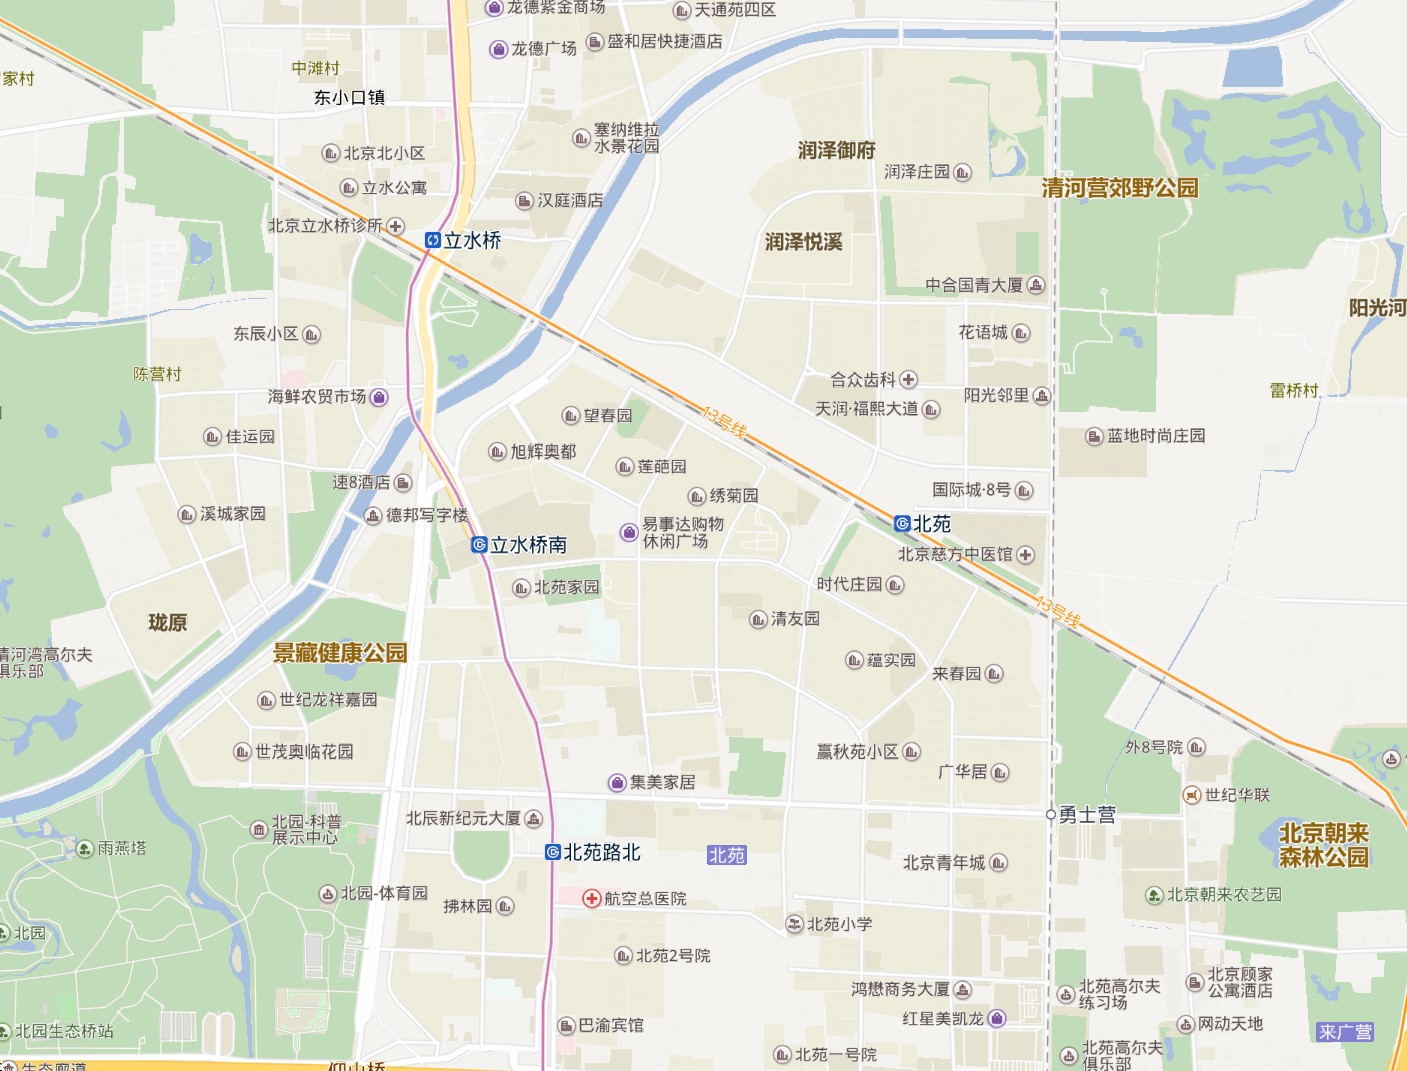 龙德紫金商场
天通苑四区
龙德广场
盛和居快捷酒店
家村
中滩村
东小口镇
塞纳维拉
水景花园
润泽御府
北京北小区
润泽庄园
立水公寓
清河营郊野公园
汉庭酒店
北京立水桥诊所
立水桥
润泽悦溪
中合国青大厦
阳光河
东辰小区
花语城
陈营村
合众齿科
雷桥村
海鲜农贸市场
阳光邻里
天润·福熙大道
望春园
13号线
佳运园
蓝地时尚庄园
旭辉奥都
莲葩园
速8酒店
国际城·8号
绣菊园
溪城家园
德邦写字楼
易事达购物
休闲广场
北苑
立水桥南
北京慈方中医馆
北苑家园
时代庄园
13号线
珑原
清友园
景藏健康公园
清河湾高尔夫
俱乐部
蕴实园
来春园
世纪龙祥嘉园
世茂奥临花园
赢秋苑小区
外8号院
广华居
集美家居
世纪华联
北辰新纪元大厦
勇士营
北园-科普
展示中心
北京朝来
森林公园
雨燕塔
北苑路北
北苑
北京青年城
北园-体育园
航空总医院
北京朝来农艺园
拂林园
北苑小学
北园
北苑2号院
北京顾家
公寓酒店
鸿懋商务大厦
北苑高尔夫
练习场
红星美凯龙
网动天地
北园生态桥站
巴渝宾馆
来广营
北苑一号院
北苑高尔夫
俱乐部
生态廊道
仰山桥